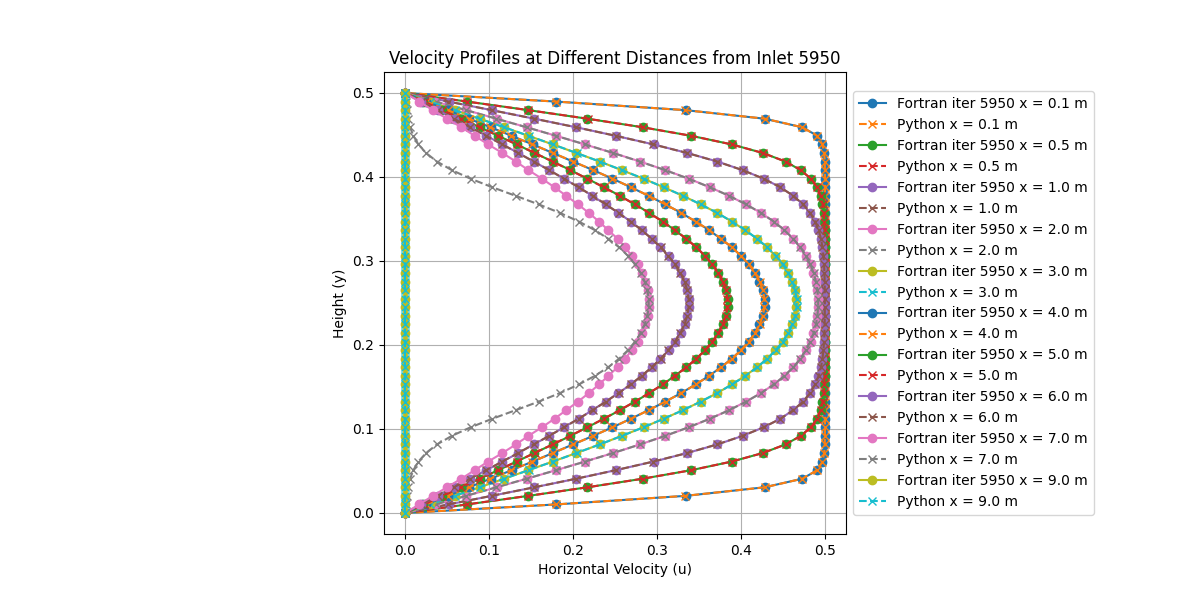 Velocity Profiles at Different Distances from Inlet 5950
0.5
0.4
0.3
0.2
0.1
0.0
Height (y)
0.0 0.1 0.2 0.3 0.4 0.5
Horizontal Velocity (u)
Fortran iter 5950 x = 0.1 m
Python x = 0.1 m
Fortran iter 5950 x = 0.5 m
Python x = 0.5 m
Fortran iter 5950 x = 1.0 m
Python x = 1.0 m
Fortran iter 5950 x = 2.0 m
Python x = 2.0 m
Fortran iter 5950 x = 3.0 m
Python x = 3.0 m
Fortran iter 5950 x = 4.0 m
Python x = 4.0 m
Fortran iter 5950 x = 5.0 m
Python x = 5.0 m
Fortran iter 5950 x = 6.0 m
Python x = 6.0 m
Fortran iter 5950 x = 7.0 m
Python x = 7.0 m
Fortran iter 5950 x = 9.0 m
Python x = 9.0 m